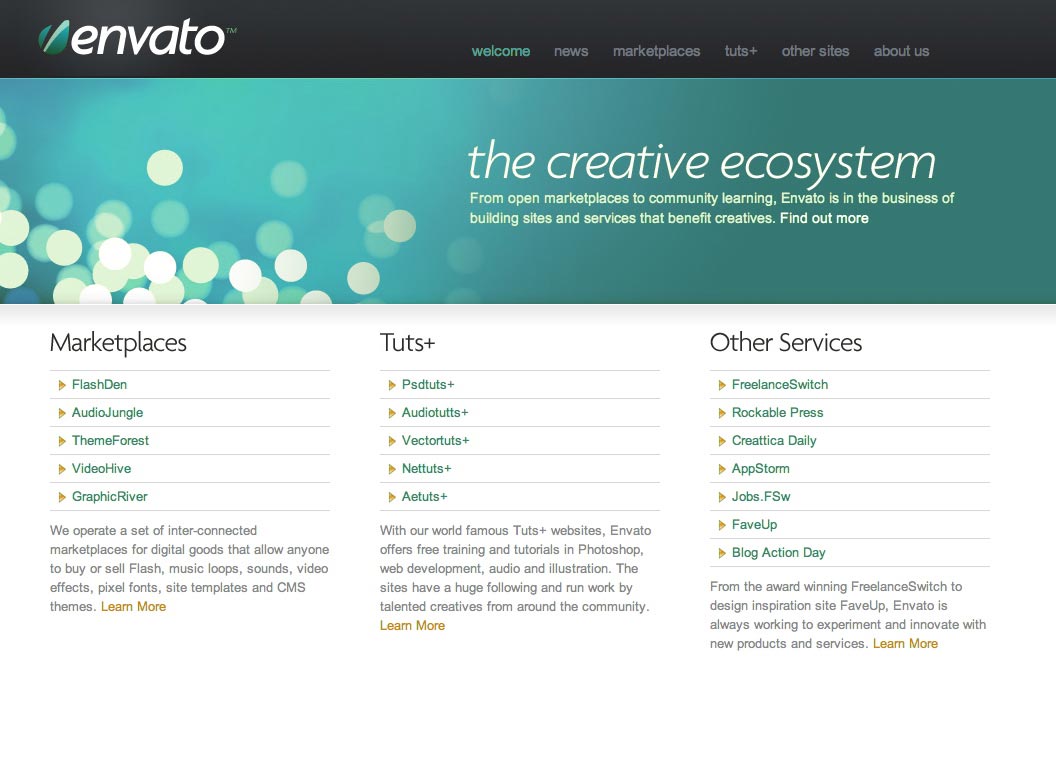 envato™
welcome news marketplaces tuts+ other sites about us
the creative ecosystem
From open marketplaces to community learning, Envato is in the business of
building sites and services that benefit creatives. Find out more
Marketplaces
FlashDen
AudioJungle
ThemeForest
VideoHive
GraphicRiver
We operate a set of inter-connected
marketplaces for digital goods that allow anyone
to buy or sell Flash, music loops, sounds, video
effects, pixel fonts, site templates and CMS
themes. Learn More
Tuts+
Psdtuts+
Audiotutts+
Vectortuts+
Nettuts+
Aetuts+
With our world famous Tuts+ websites, Envato
offers free training and tutorials in Photoshop,
web development, audio and illustration. The
sites have a huge following and run work by
talented creatives from around the community.
Learn More
Other Services
FreelanceSwitch
Rockable Press
Creattica Daily
AppStorm
Jobs.FSw
FaveUp
Blog Action Day
From the award winning FreelanceSwitch to
design inspiration site FaveUp, Envato is
always working to experiment and innovate with
new products and services. Learn More